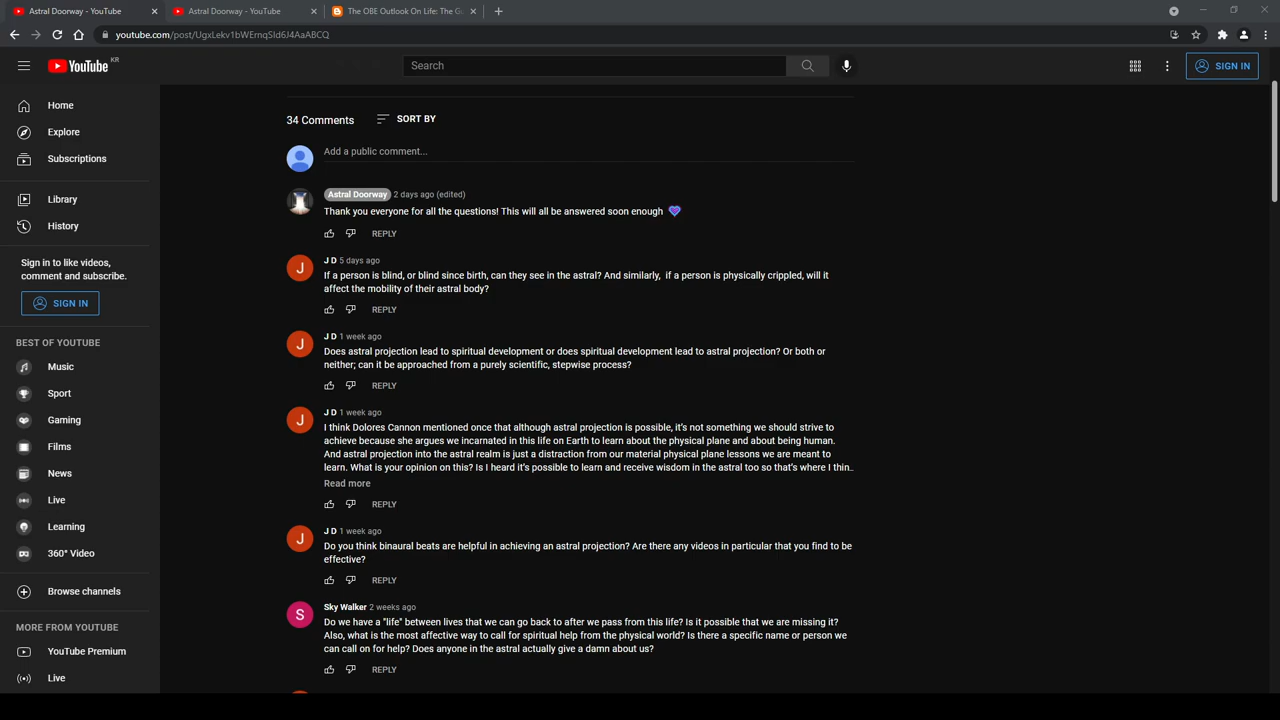 Astral Doorway - YouTube
Astral Doorway - YouTube
The OBE Outlook On Life: The G
youtube.com/post/UgxLekv1bWErnqSId6J4AaABCQ
YouTube KR
Search
SIGN IN
Home
Explore
Subscriptions
Library
History
Sign in to like videos,
comment and subscribe.
SIGN IN
BEST OF YOUTUBE
Music
Sport
Gaming
Films
News
Live
Learning
360° Video
Browse channels
MORE FROM YOUTUBE
YouTube Premium
Live
34 Comments
SORT BY
Add a public comment...
Astral Doorway 2 days ago (edited)
Thank you everyone for all the questions! This will all be answered soon enough 💜
REPLY
J
J D 5 days ago
If a person is blind, or blind since birth, can they see in the astral? And similarly, if a person is physically crippled, will it
affect the mobility of their astral body?
REPLY
J
J D 1 week ago
Does astral projection lead to spiritual development or does spiritual development lead to astral projection? Or both or
neither; can it be approached from a purely scientific, stepwise process?
REPLY
J
J D 1 week ago
I think Dolores Cannon mentioned once that although astral projection is possible, it's not something we should strive to
achieve because she argues we incarnated in this life on Earth to learn about the physical plane and about being human.
And astral projection into the astral realm is just a distraction from our material physical plane lessons we are meant to
learn. What is your opinion on this? Is I heard it's possible to learn and receive wisdom in the astral too so that's where I thin...
Read more
REPLY
J
J D 1 week ago
Do you think binaural beats are helpful in achieving an astral projection? Are there any videos in particular that you find to be
effective?
REPLY
S
Sky Walker 2 weeks ago
Do we have a "life" between lives that we can go back to after we pass from this life? Is it possible that we are missing it?
Also, what is the most affective way to call for spiritual help from the physical world? Is there a specific name or person we
can call on for help? Does anyone in the astral actually give a damn about us?
REPLY